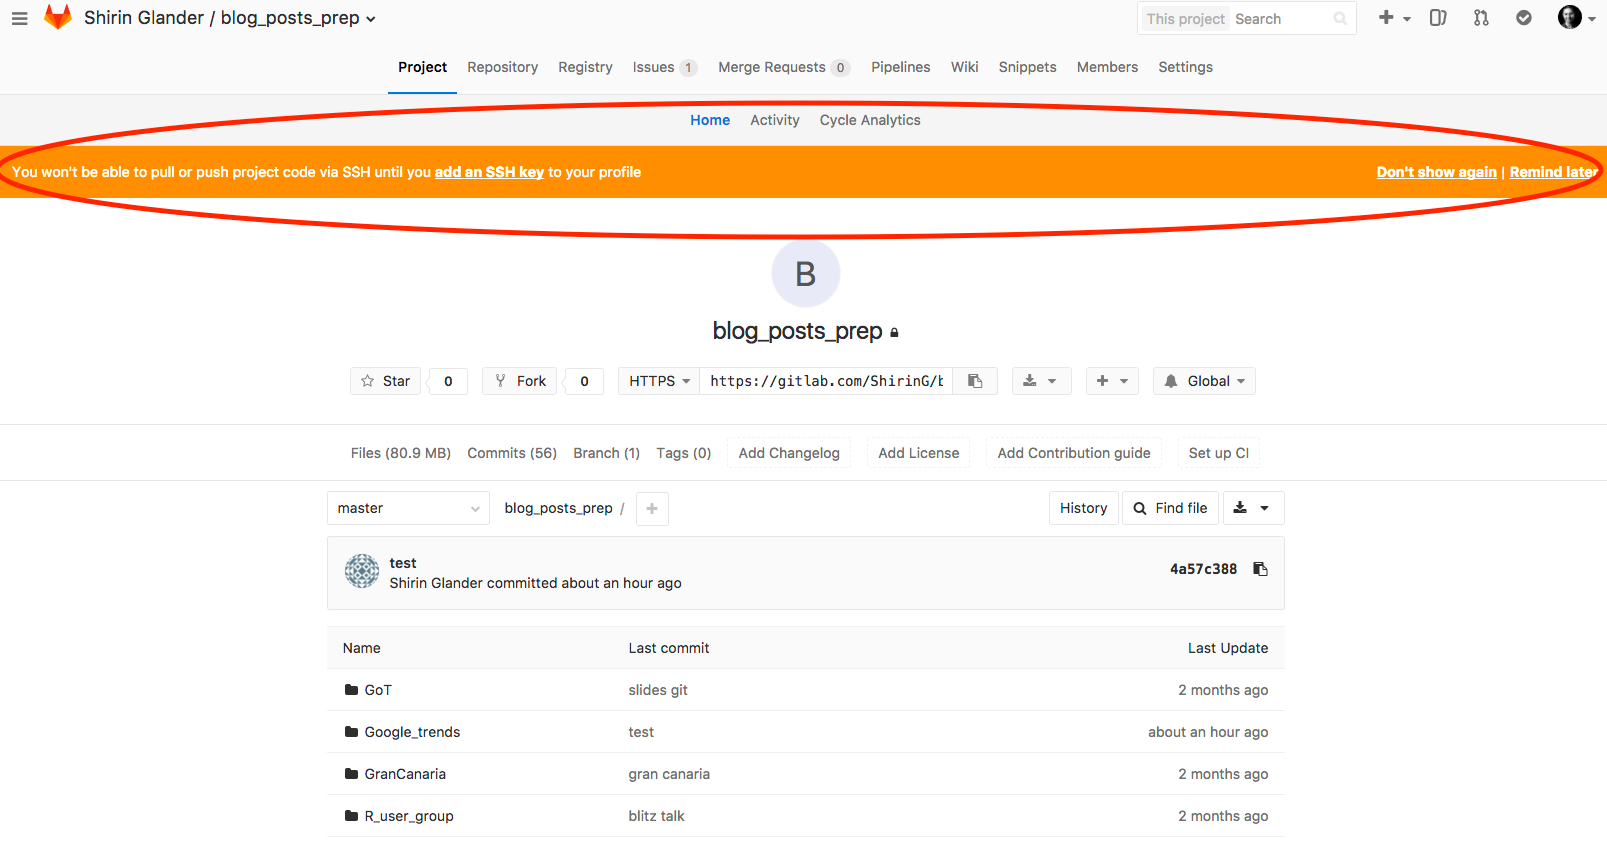 Shirin Glander / blog_posts_prep
This project Search
Project Repository Registry Issues 1 Merge Requests 0 Pipelines Wiki Snippets Members Settings
Home Activity Cycle Analytics
You won't be able to pull or push project code via SSH until you add an SSH key to your profile Don't show again | Remind later
B
blog_posts_prep
Star 0 Fork 0 HTTPS https://gitlab.com/ShirinG/b Global
Files (80.9 MB) Commits (56) Branch (1) Tags (0) Add Changelog Add License Add Contribution guide Set up CI
master blog_posts_prep / + History Find file
test
Shirin Glander committed about an hour ago 4a57c388
Name Last commit Last Update
GoT slides git 2 months ago
Google_trends test about an hour ago
GranCanaria gran canaria 2 months ago
R_user_group blitz talk 2 months ago